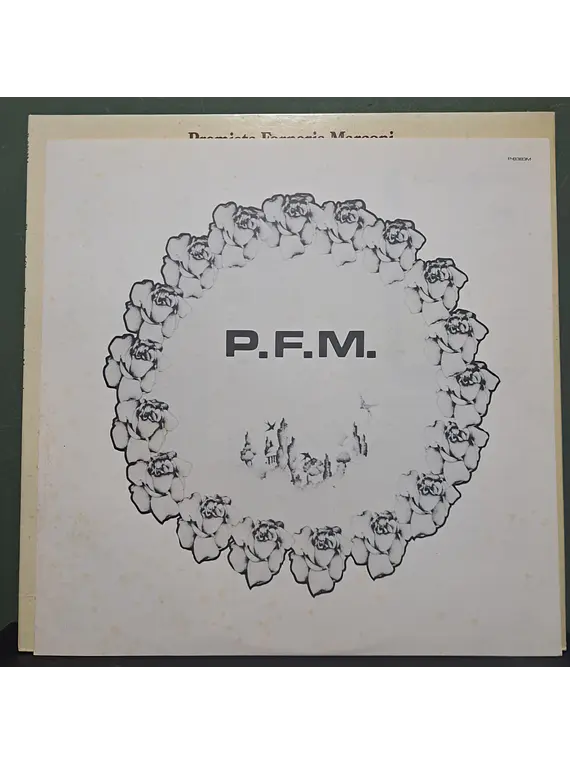 Premiata Forneria Marconi
P.F.M.